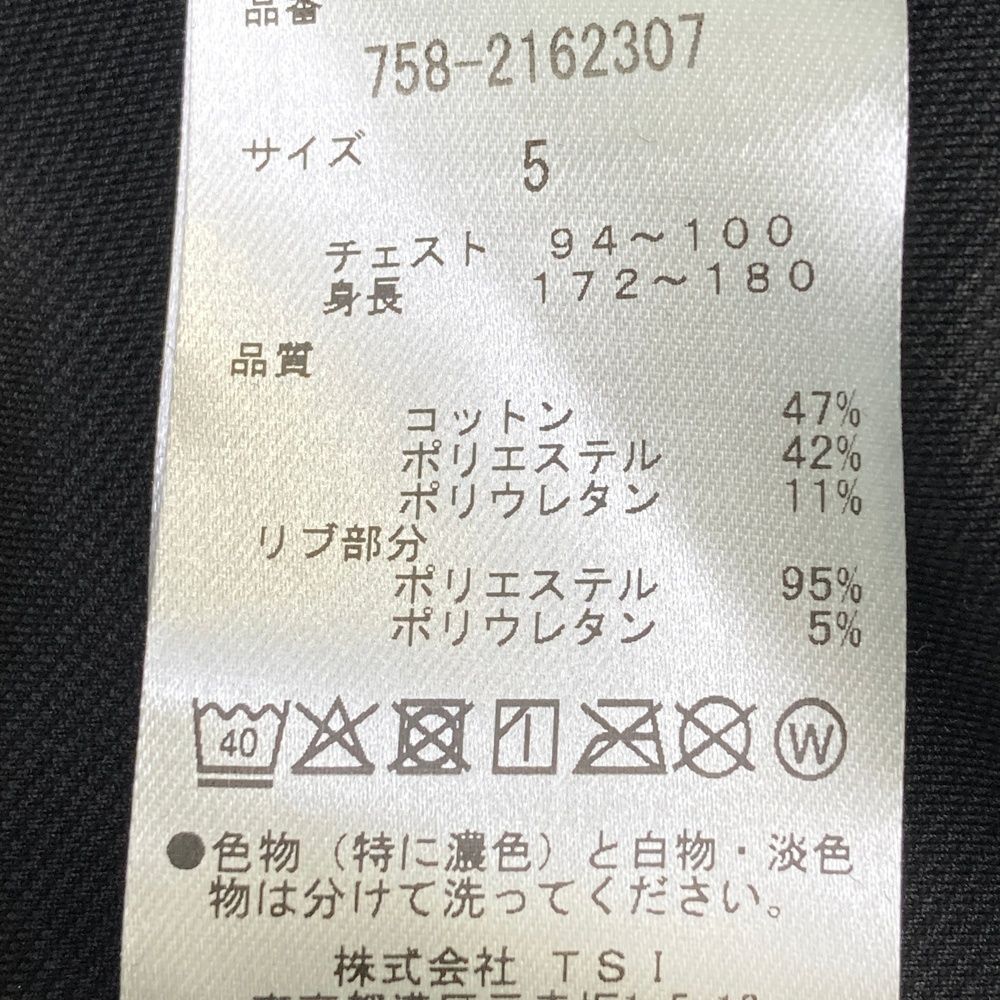 品番
758-2162307
サイズ 5
チェスト 94～100
身長 172～180
品質
コットン 47%
ポリエステル 42%
ポリウレタン 11%
リブ部分
ポリエステル 95%
ポリウレタン 5%
40 W
●色物（特に濃色）と白物・淡色
物は分けて洗ってください。
株式会社 TSI